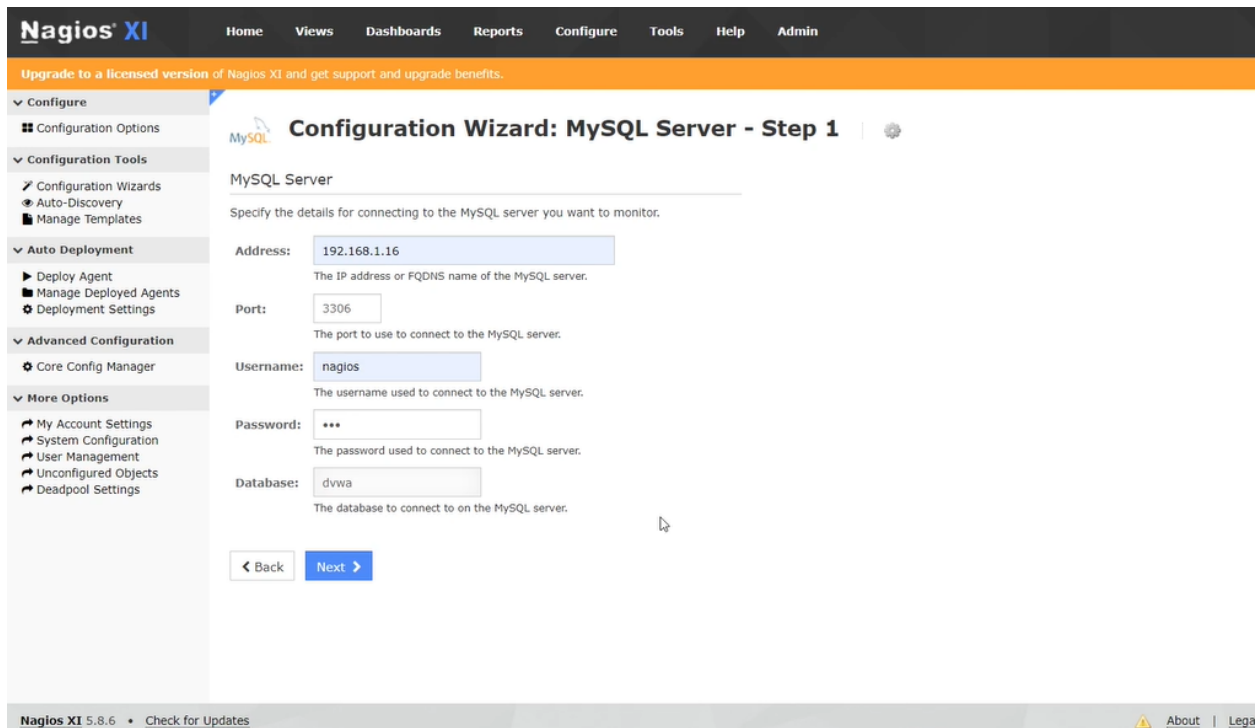 Nagios® XI
Home Views Dashboards Reports Configure Tools Help Admin
Upgrade to a licensed version of Nagios XI and get support and upgrade benefits.
Configure
Configuration Options
Configuration Tools
Configuration Wizards
Auto-Discovery
Manage Templates
Auto Deployment
Deploy Agent
Manage Deployed Agents
Deployment Settings
Advanced Configuration
Core Config Manager
More Options
My Account Settings
System Configuration
User Management
Unconfigured Objects
Deadpool Settings
MySQL.
Configuration Wizard: MySQL Server - Step 1
MySQL Server
Specify the details for connecting to the MySQL server you want to monitor.
Address: 192.168.1.16
The IP address or FQDNS name of the MySQL server.
Port: 3306
The port to use to connect to the MySQL server.
Username: nagios
The username used to connect to the MySQL server.
Password: •••
The password used to connect to the MySQL server.
Database: dvwa
The database to connect to on the MySQL server.
Back Next
Nagios XI 5.8.6 • Check for Updates
About | Lega